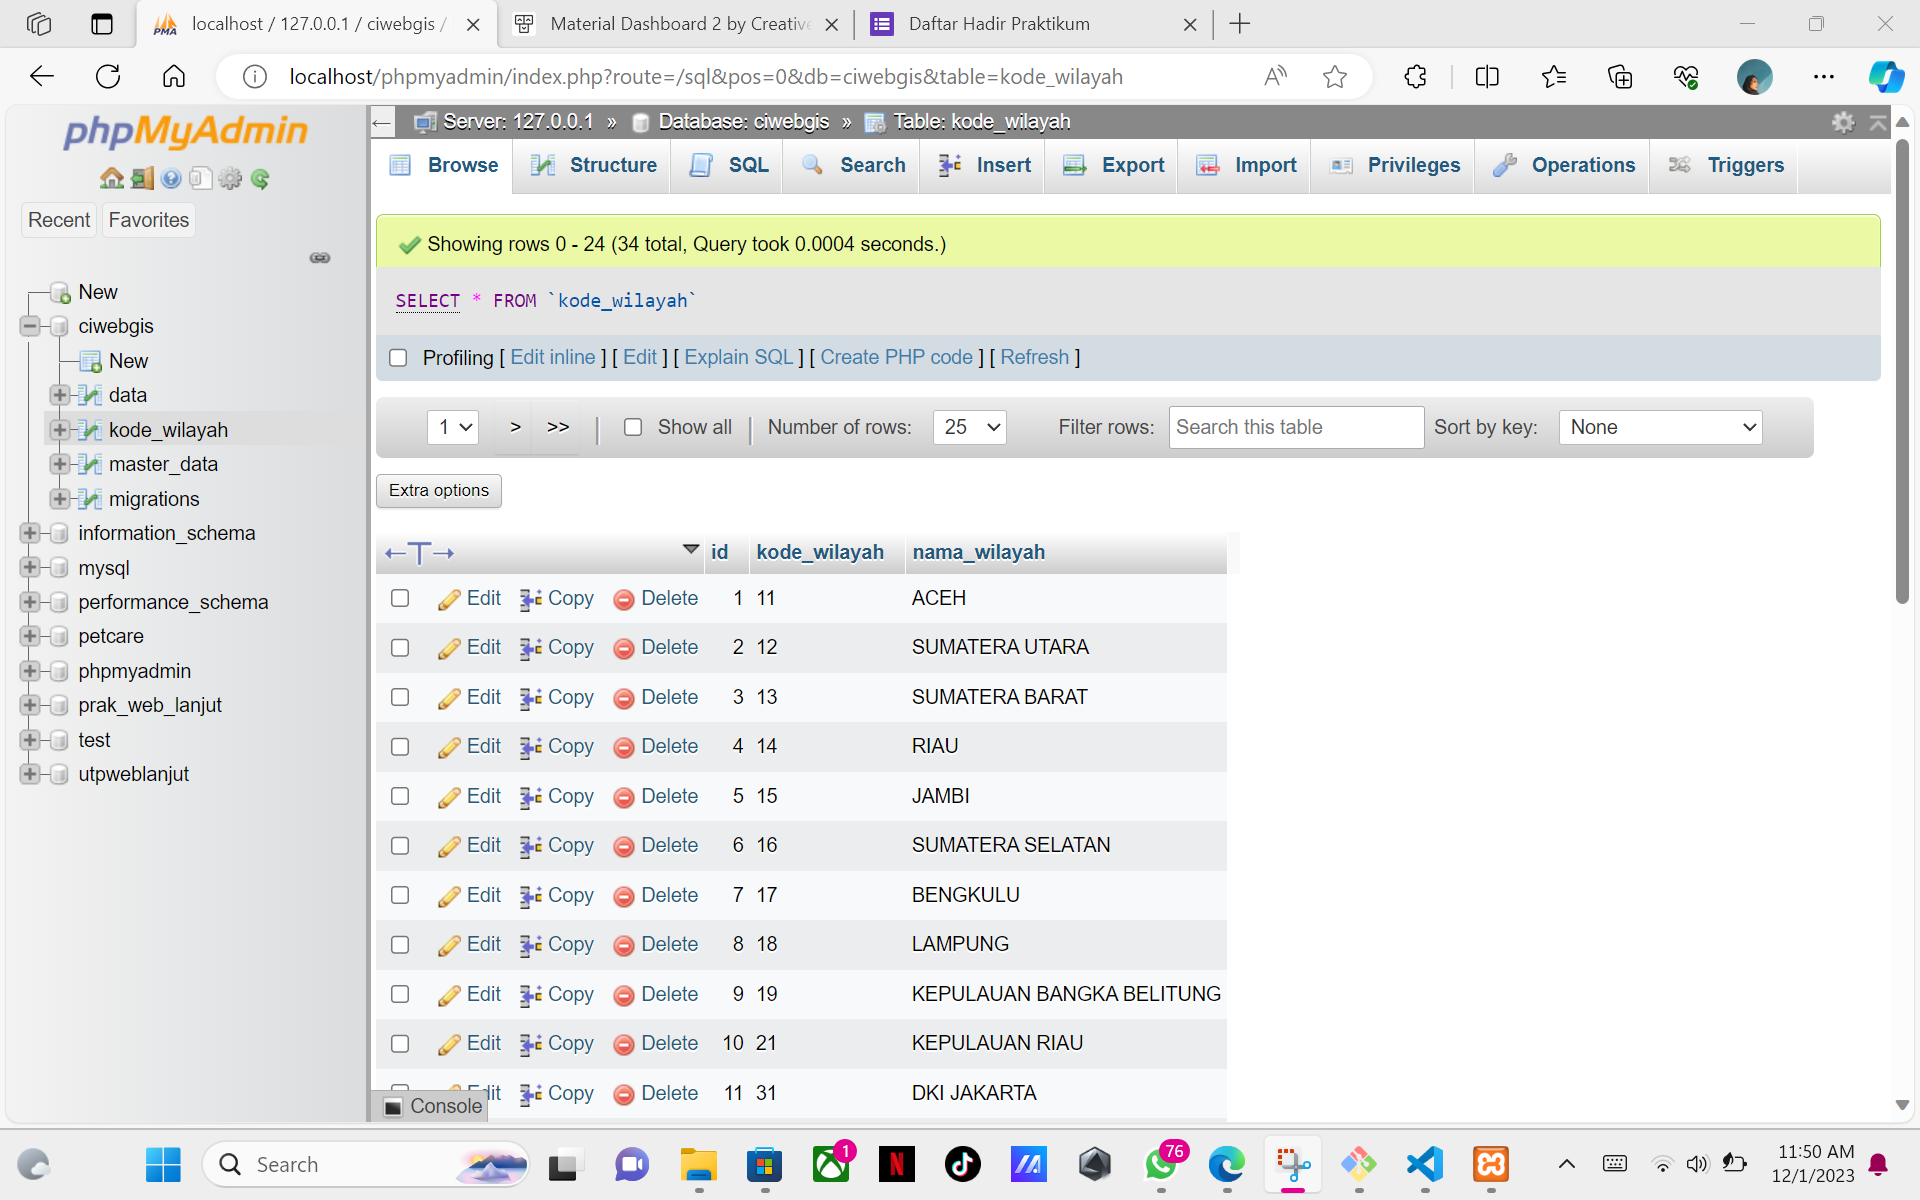 localhost / 127.0.0.1 / ciwebgis /
Material Dashboard 2 by Creative
Daftar Hadir Praktikum
localhost/phpmyadmin/index.php?route=/sql&pos=0&db=ciwebgis&table=kode_wilayah
phpMyAdmin
Recent Favorites
New
ciwebgis
New
data
kode_wilayah
master_data
migrations
information_schema
mysql
performance_schema
petcare
phpmyadmin
prak_web_lanjut
test
utpweblanjut
Server: 127.0.0.1 » Database: ciwebgis » Table: kode_wilayah
Browse Structure SQL Search Insert Export Import Privileges Operations Triggers
Showing rows 0 - 24 (34 total, Query took 0.0004 seconds.)
SELECT * FROM `kode_wilayah`
Profiling [ Edit inline ] [ Edit ] [ Explain SQL ] [ Create PHP code ] [ Refresh ]
1 > >> | Show all | Number of rows: 25 Filter rows: Search this table Sort by key: None
Extra options
id kode_wilayah nama_wilayah
Edit Copy Delete 1 11 ACEH
Edit Copy Delete 2 12 SUMATERA UTARA
Edit Copy Delete 3 13 SUMATERA BARAT
Edit Copy Delete 4 14 RIAU
Edit Copy Delete 5 15 JAMBI
Edit Copy Delete 6 16 SUMATERA SELATAN
Edit Copy Delete 7 17 BENGKULU
Edit Copy Delete 8 18 LAMPUNG
Edit Copy Delete 9 19 KEPULAUAN BANGKA BELITUNG
Edit Copy Delete 10 21 KEPULAUAN RIAU
Edit Copy Delete 11 31 DKI JAKARTA
Console
Search
1
76
11:50 AM
12/1/2023